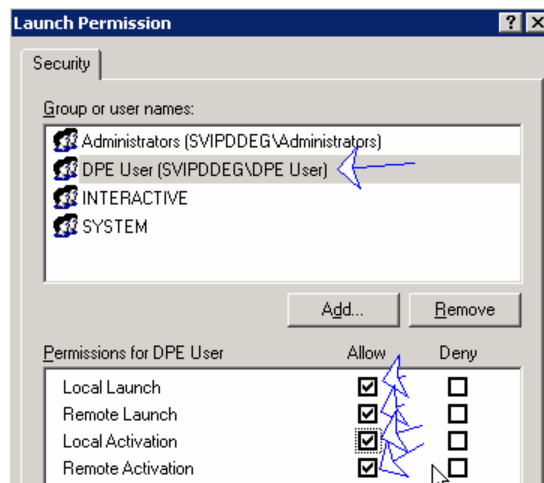 Launch Permission
Security
Group or user names:
Administrators (SVIPDDEG\Administrators)
DPE User (SVIPDDEG\DPE User)
INTERACTIVE
SYSTEM
Add... Remove
Permissions for DPE User Allow Deny
Local Launch
Remote Launch
Local Activation
Remote Activation